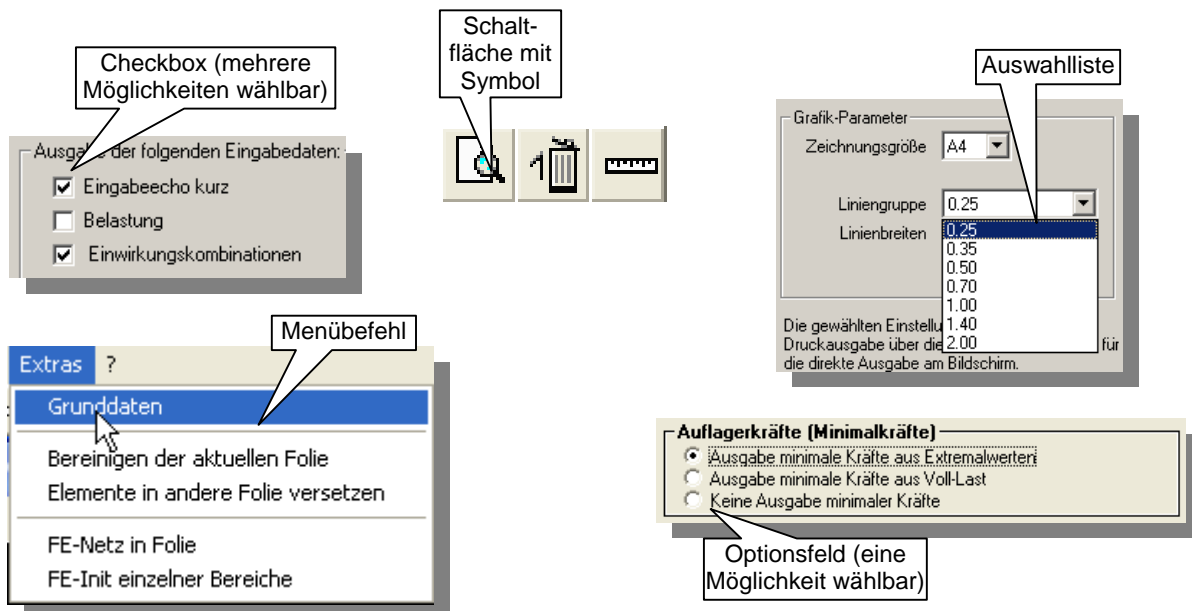 Checkbox (mehrere
Möglichkeiten wählbar)
Ausgabe der folgenden Eingabedaten:
Eingabeecho kurz
Belastung
Einwirkungskombinationen
Schalt-
fläche mit
Symbol
1
Auswahlliste
Grafik-Parameter
Zeichnungsgröße A4
Liniengruppe 0.25
Linienbreiten 0.25
0.35
0.50
0.70
1.00
1.40
2.00
Die gewählten Einstellu
Druckausgabe über die für
die direkte Ausgabe am Bildschirm.
Menübefehl
Extras ?
Grunddaten
Bereinigen der aktuellen Folie
Elemente in andere Folie versetzen
FE-Netz in Folie
FE-Init einzelner Bereiche
Auflagerkräfte (Minimalkräfte)
Ausgabe minimale Kräfte aus Extremalwerten
Ausgabe minimale Kräfte aus Voll-Last
Keine Ausgabe minimaler Kräfte
Optionsfeld (eine
Möglichkeit wählbar)